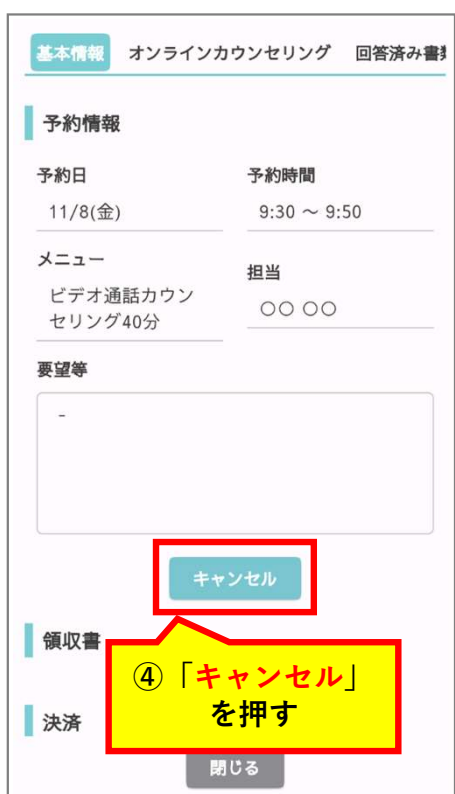 基本情報 オンラインカウンセリング 回答済み書類
予約情報
予約日 予約時間
11/8(金) 9:30 ～ 9:50
メニュー 担当
ビデオ通話カウン
セリング40分
○○ ○○
要望等
-
キャンセル
領収書
④「キャンセル」
を押す
決済
閉じる